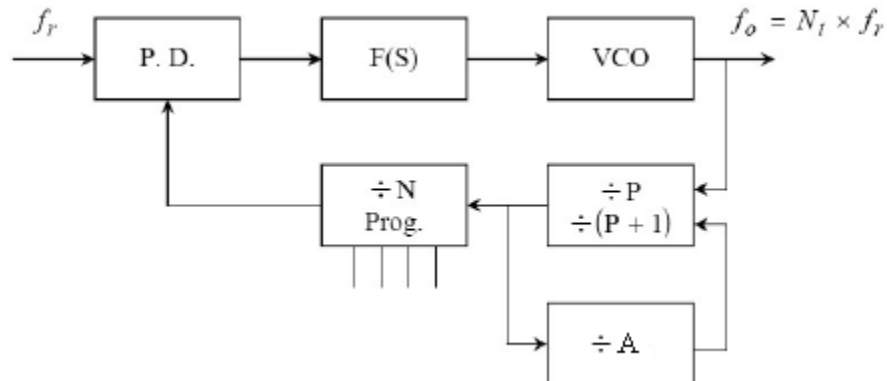 f_r
P. D.
F(S)
VCO
f_o = N_t × f_r
÷ N
Prog.
÷ P
÷ (P + 1)
÷ A